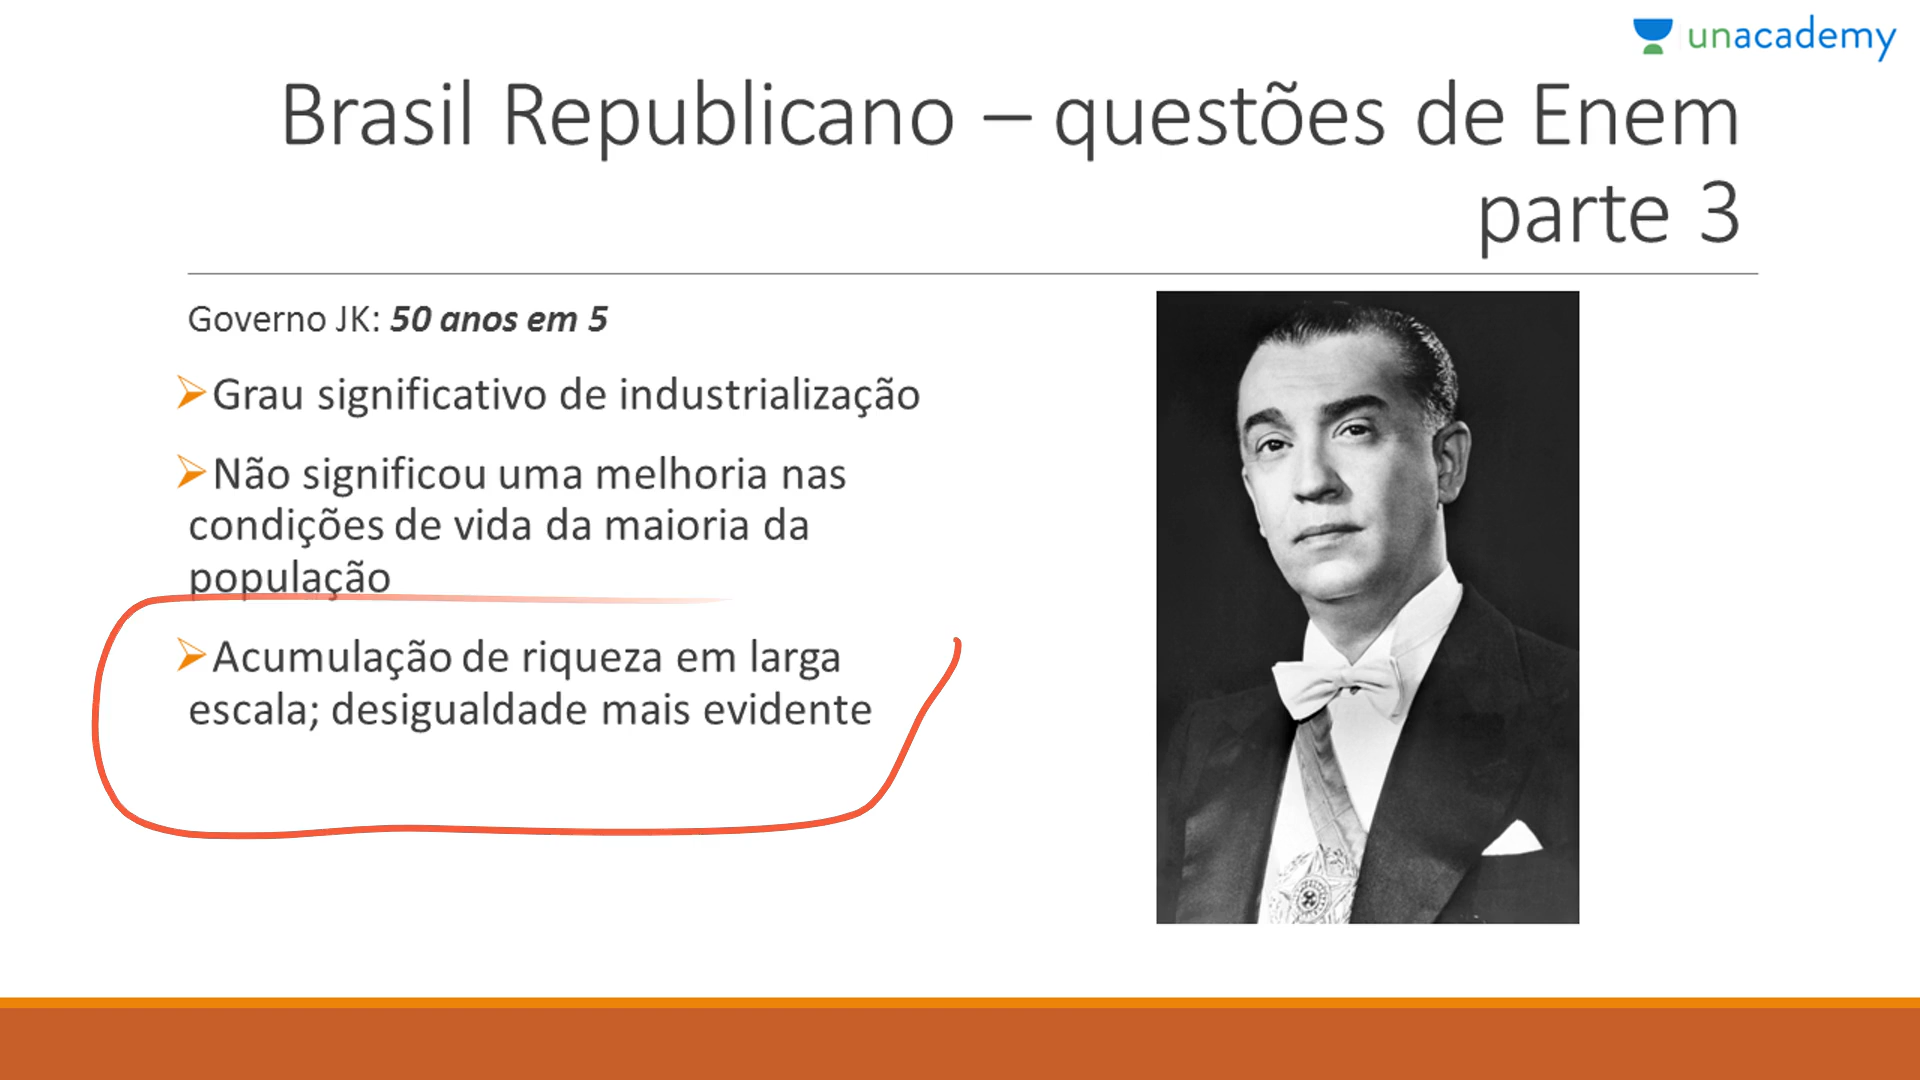 unacademy
Brasil Republicano – questões de Enem
parte 3
Governo JK: 50 anos em 5
Grau significativo de industrialização
Não significou uma melhoria nas
condições de vida da maioria da
população
Acumulação de riqueza em larga
escala; desigualdade mais evidente